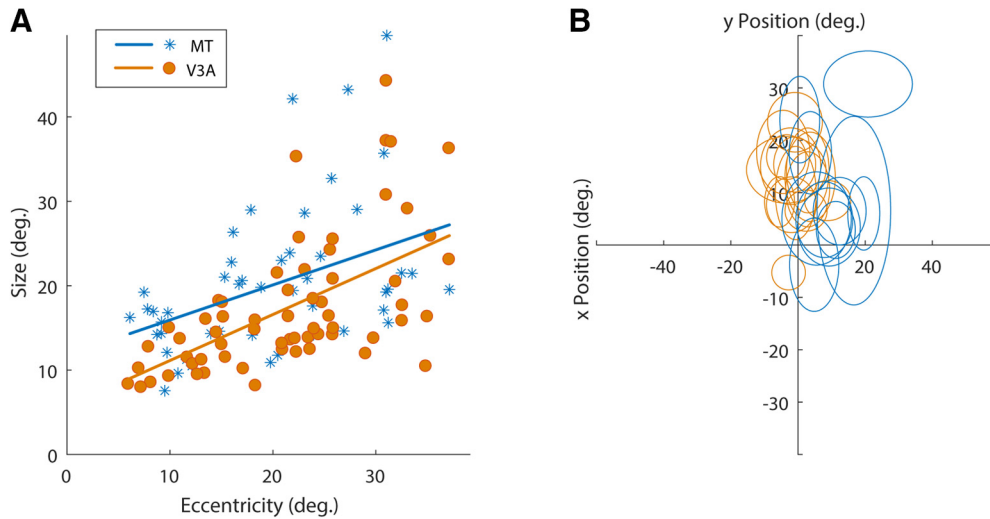 A
MT
V3A
Size (deg.)
40
30
20
10
0
0
10
20
30
Eccentricity (deg.)
B
y Position (deg.)
x Position (deg.)
30
20
10
-40
-20
20
40
-10
-20
-30